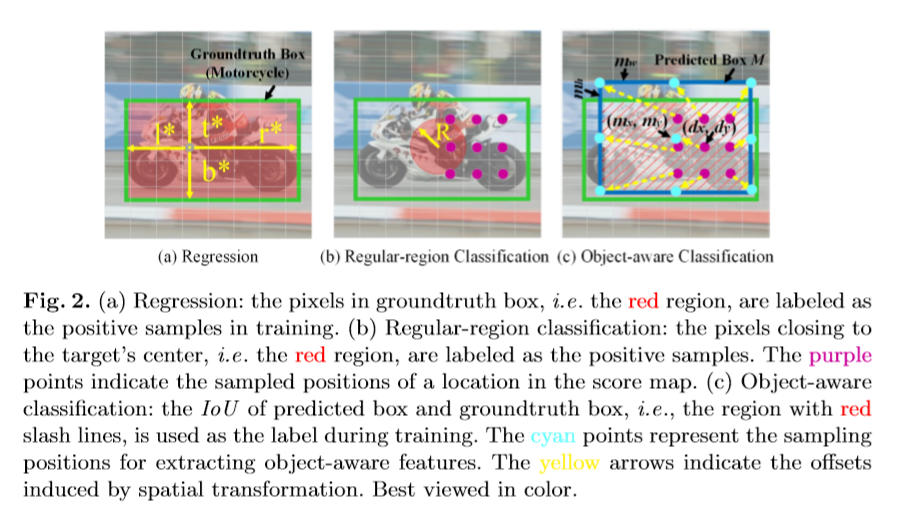 Groundtruth Box
(Motorcycle)
l*
t*
r*
b*
R
mw
Predicted Box M
mh
(mx, my)
(dx, dy)
(a) Regression
(b) Regular-region Classification
(c) Object-aware Classification
Fig. 2. (a) Regression: the pixels in groundtruth box, i.e. the red region, are labeled as
the positive samples in training. (b) Regular-region classification: the pixels closing to
the target's center, i.e. the red region, are labeled as the positive samples. The purple
points indicate the sampled positions of a location in the score map. (c) Object-aware
classification: the IoU of predicted box and groundtruth box, i.e., the region with red
slash lines, is used as the label during training. The cyan points represent the sampling
positions for extracting object-aware features. The yellow arrows indicate the offsets
induced by spatial transformation. Best viewed in color.